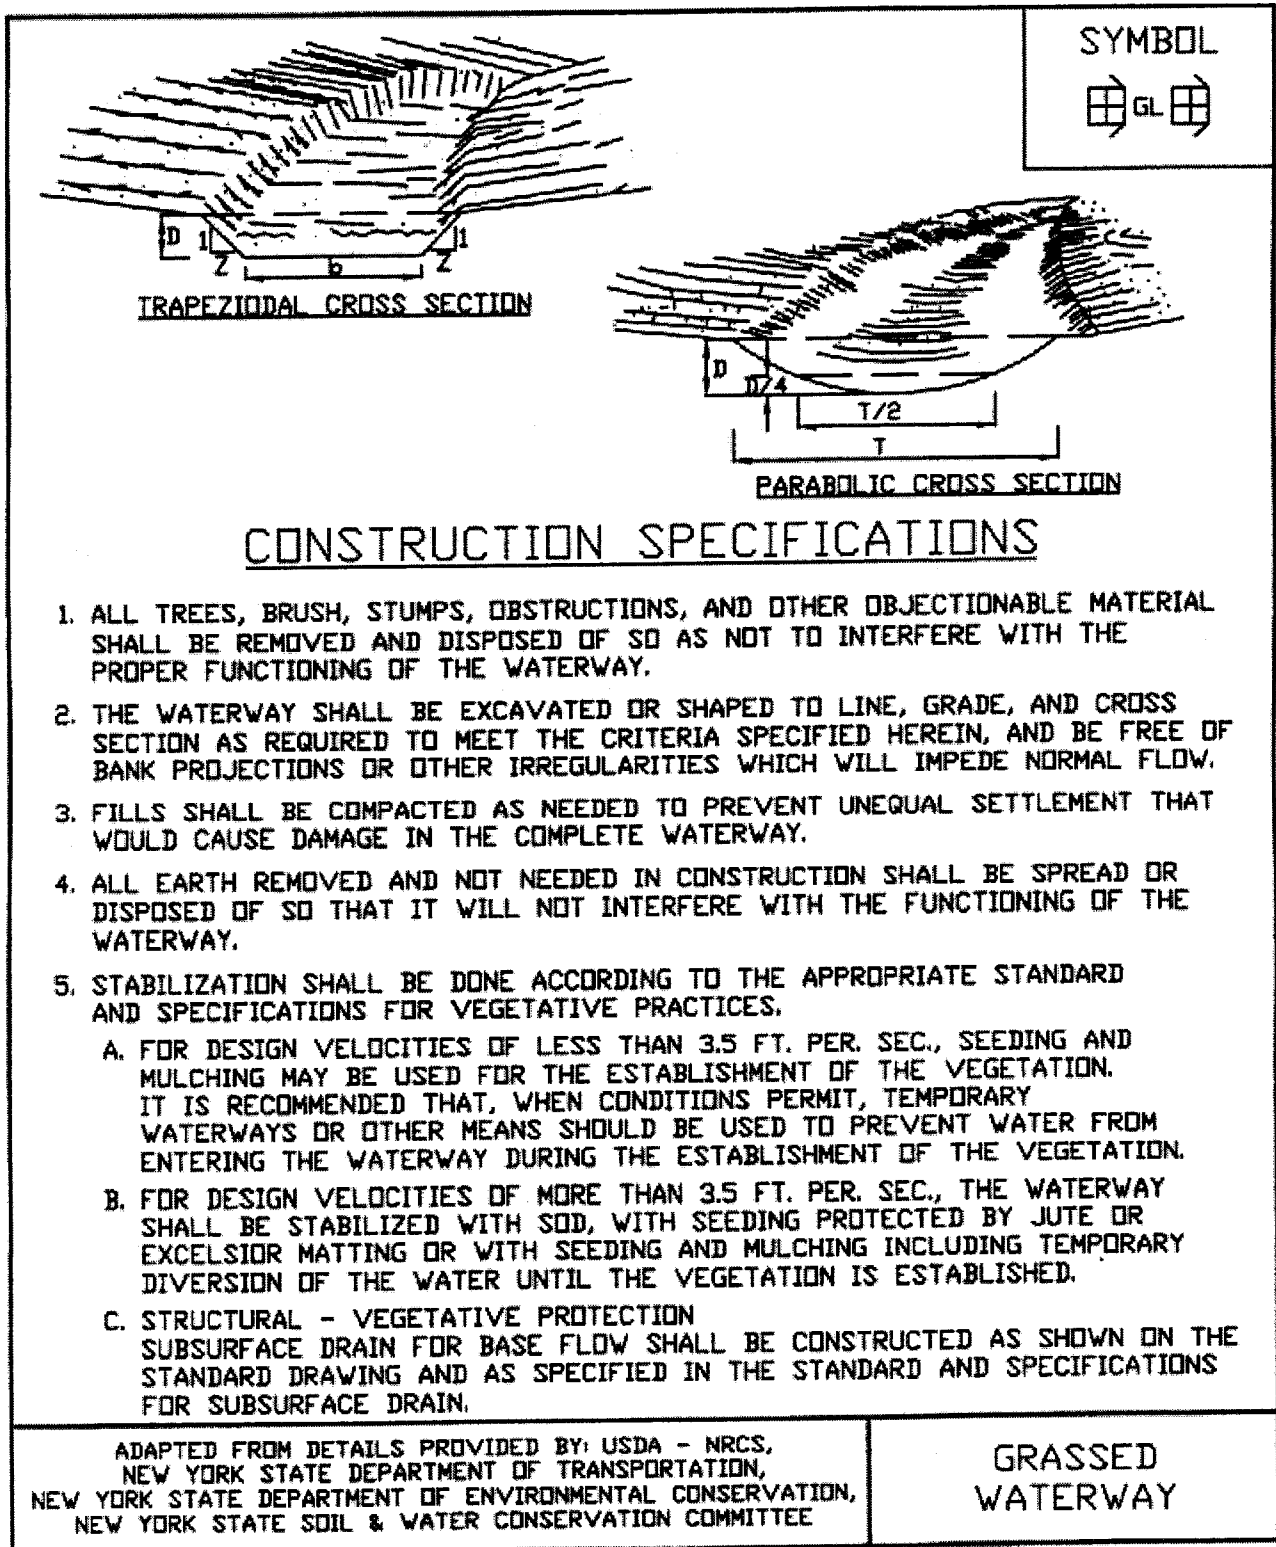 SYMBOL
GL
D 1 1
Z b Z
TRAPEZIODAL CROSS SECTION
D
D/4
T/2
T
PARABOLIC CROSS SECTION
CONSTRUCTION SPECIFICATIONS
1. ALL TREES, BRUSH, STUMPS, OBSTRUCTIONS, AND OTHER OBJECTIONABLE MATERIAL
SHALL BE REMOVED AND DISPOSED OF SO AS NOT TO INTERFERE WITH THE
PROPER FUNCTIONING OF THE WATERWAY.
2. THE WATERWAY SHALL BE EXCAVATED OR SHAPED TO LINE, GRADE, AND CROSS
SECTION AS REQUIRED TO MEET THE CRITERIA SPECIFIED HEREIN, AND BE FREE OF
BANK PROJECTIONS OR OTHER IRREGULARITIES WHICH WILL IMPEDE NORMAL FLOW.
3. FILLS SHALL BE COMPACTED AS NEEDED TO PREVENT UNEQUAL SETTLEMENT THAT
WOULD CAUSE DAMAGE IN THE COMPLETE WATERWAY.
4. ALL EARTH REMOVED AND NOT NEEDED IN CONSTRUCTION SHALL BE SPREAD OR
DISPOSED OF SO THAT IT WILL NOT INTERFERE WITH THE FUNCTIONING OF THE
WATERWAY.
5. STABILIZATION SHALL BE DONE ACCORDING TO THE APPROPRIATE STANDARD
AND SPECIFICATIONS FOR VEGETATIVE PRACTICES.
A. FOR DESIGN VELOCITIES OF LESS THAN 3.5 FT. PER. SEC., SEEDING AND
MULCHING MAY BE USED FOR THE ESTABLISHMENT OF THE VEGETATION.
IT IS RECOMMENDED THAT, WHEN CONDITIONS PERMIT, TEMPORARY
WATERWAYS OR OTHER MEANS SHOULD BE USED TO PREVENT WATER FROM
ENTERING THE WATERWAY DURING THE ESTABLISHMENT OF THE VEGETATION.
B. FOR DESIGN VELOCITIES OF MORE THAN 3.5 FT. PER. SEC., THE WATERWAY
SHALL BE STABILIZED WITH SOD, WITH SEEDING PROTECTED BY JUTE OR
EXCELSIOR MATTING OR WITH SEEDING AND MULCHING INCLUDING TEMPORARY
DIVERSION OF THE WATER UNTIL THE VEGETATION IS ESTABLISHED.
C. STRUCTURAL - VEGETATIVE PROTECTION
SUBSURFACE DRAIN FOR BASE FLOW SHALL BE CONSTRUCTED AS SHOWN ON THE
STANDARD DRAWING AND AS SPECIFIED IN THE STANDARD AND SPECIFICATIONS
FOR SUBSURFACE DRAIN.
ADAPTED FROM DETAILS PROVIDED BY: USDA - NRCS,
NEW YORK STATE DEPARTMENT OF TRANSPORTATION,
NEW YORK STATE DEPARTMENT OF ENVIRONMENTAL CONSERVATION,
NEW YORK STATE SOIL & WATER CONSERVATION COMMITTEE
GRASSED
WATERWAY